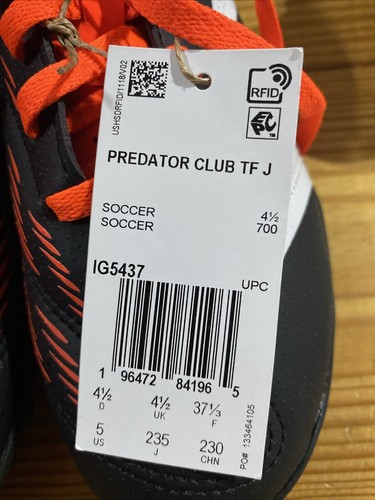 USHSDRFID/1118/V02
RFID
EPC™
PREDATOR CLUB TF J
SOCCER 4½
SOCCER 700
IG5437
UPC
1 96472 84196 5
4½ 4½ 37⅓
D UK F
5 235 230
US J CHN
PO# 133464105